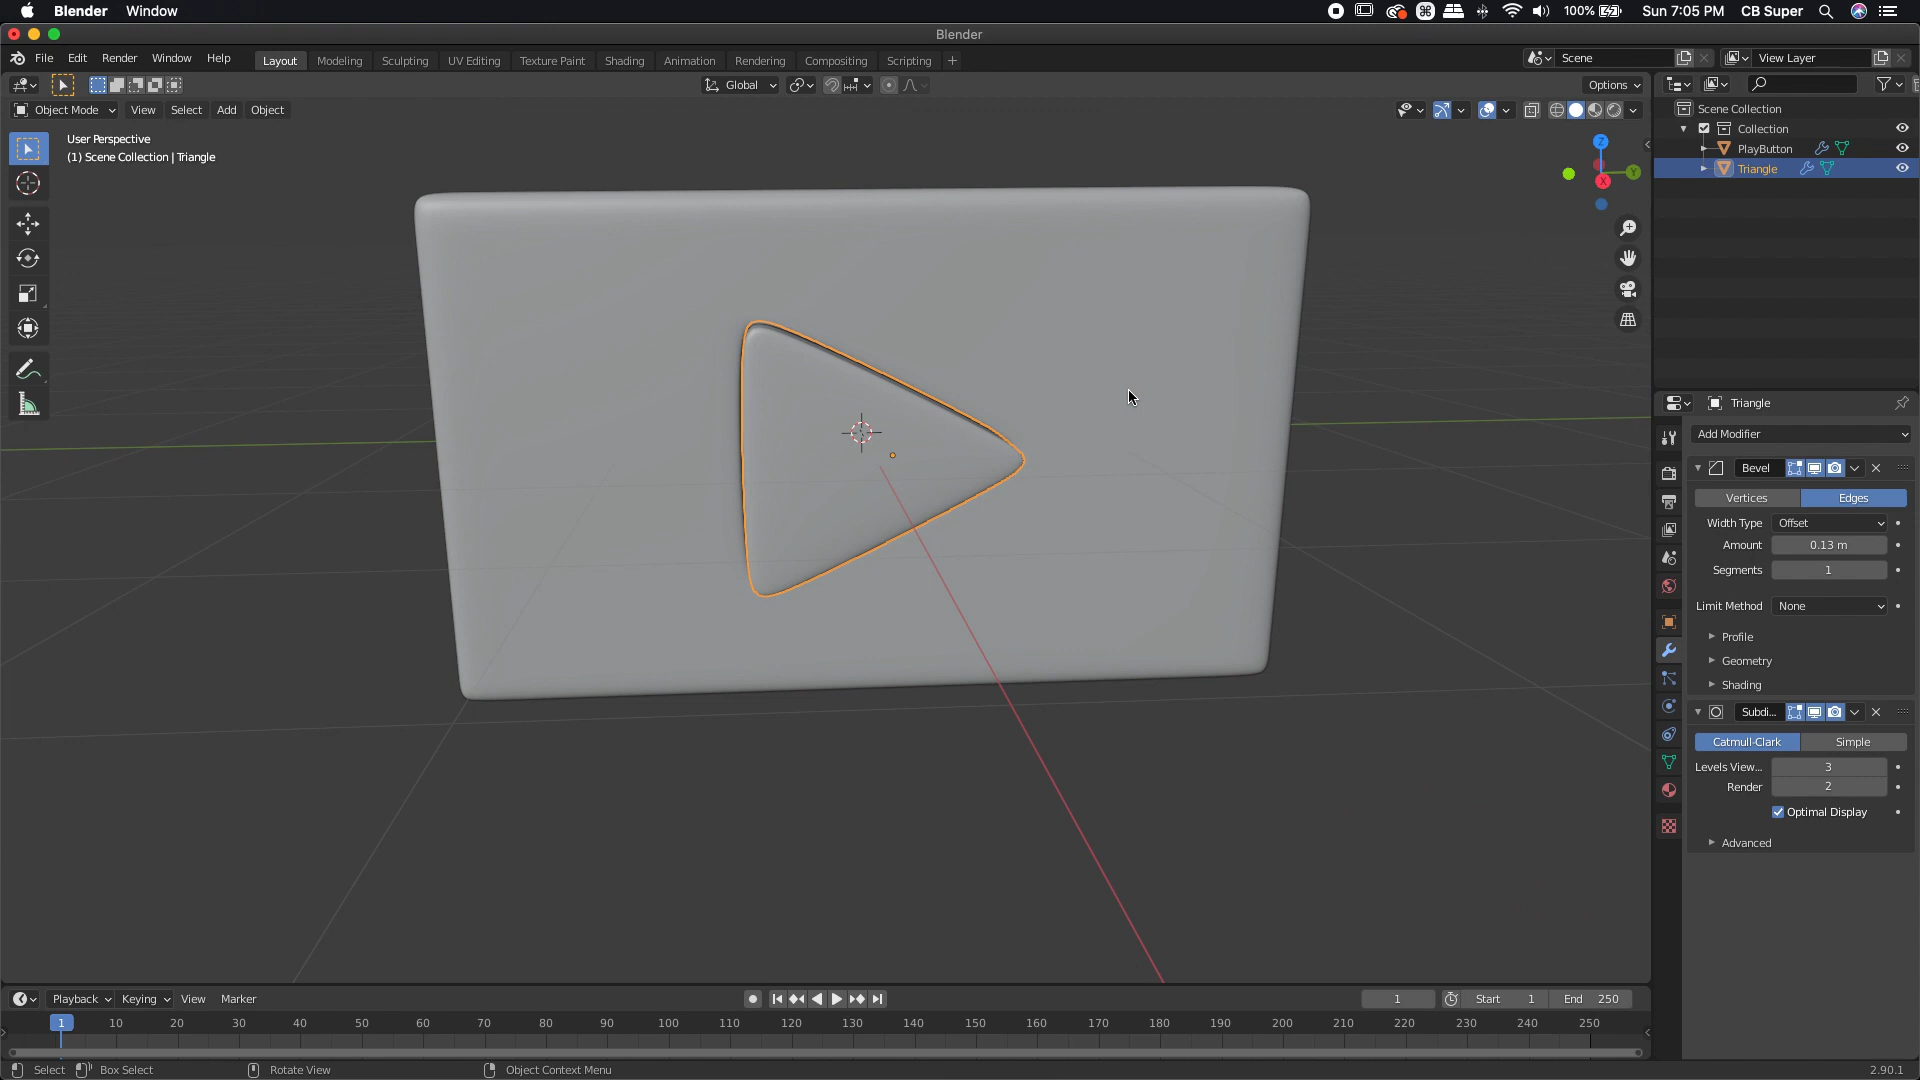 Blender Window 100% Sun 7:05 PM CB Super
Blender
File Edit Render Window Help Layout Modeling Sculpting UV Editing Texture Paint Shading Animation Rendering Compositing Scripting + Scene View Layer
Global Options
Object Mode View Select Add Object
Scene Collection
Collection
PlayButton
Triangle
User Perspective
(1) Scene Collection | Triangle
Z
Y
X
Triangle
Add Modifier
Bevel
Vertices Edges
Width Type Offset
Amount 0.13 m
Segments 1
Limit Method None
Profile
Geometry
Shading
Subdi...
Catmull-Clark Simple
Levels View... 3
Render 2
Optimal Display
Advanced
Playback Keying View Marker 1 Start 1 End 250
1 10 20 30 40 50 60 70 80 90 100 110 120 130 140 150 160 170 180 190 200 210 220 230 240 250
Select Box Select Rotate View Object Context Menu 2.90.1